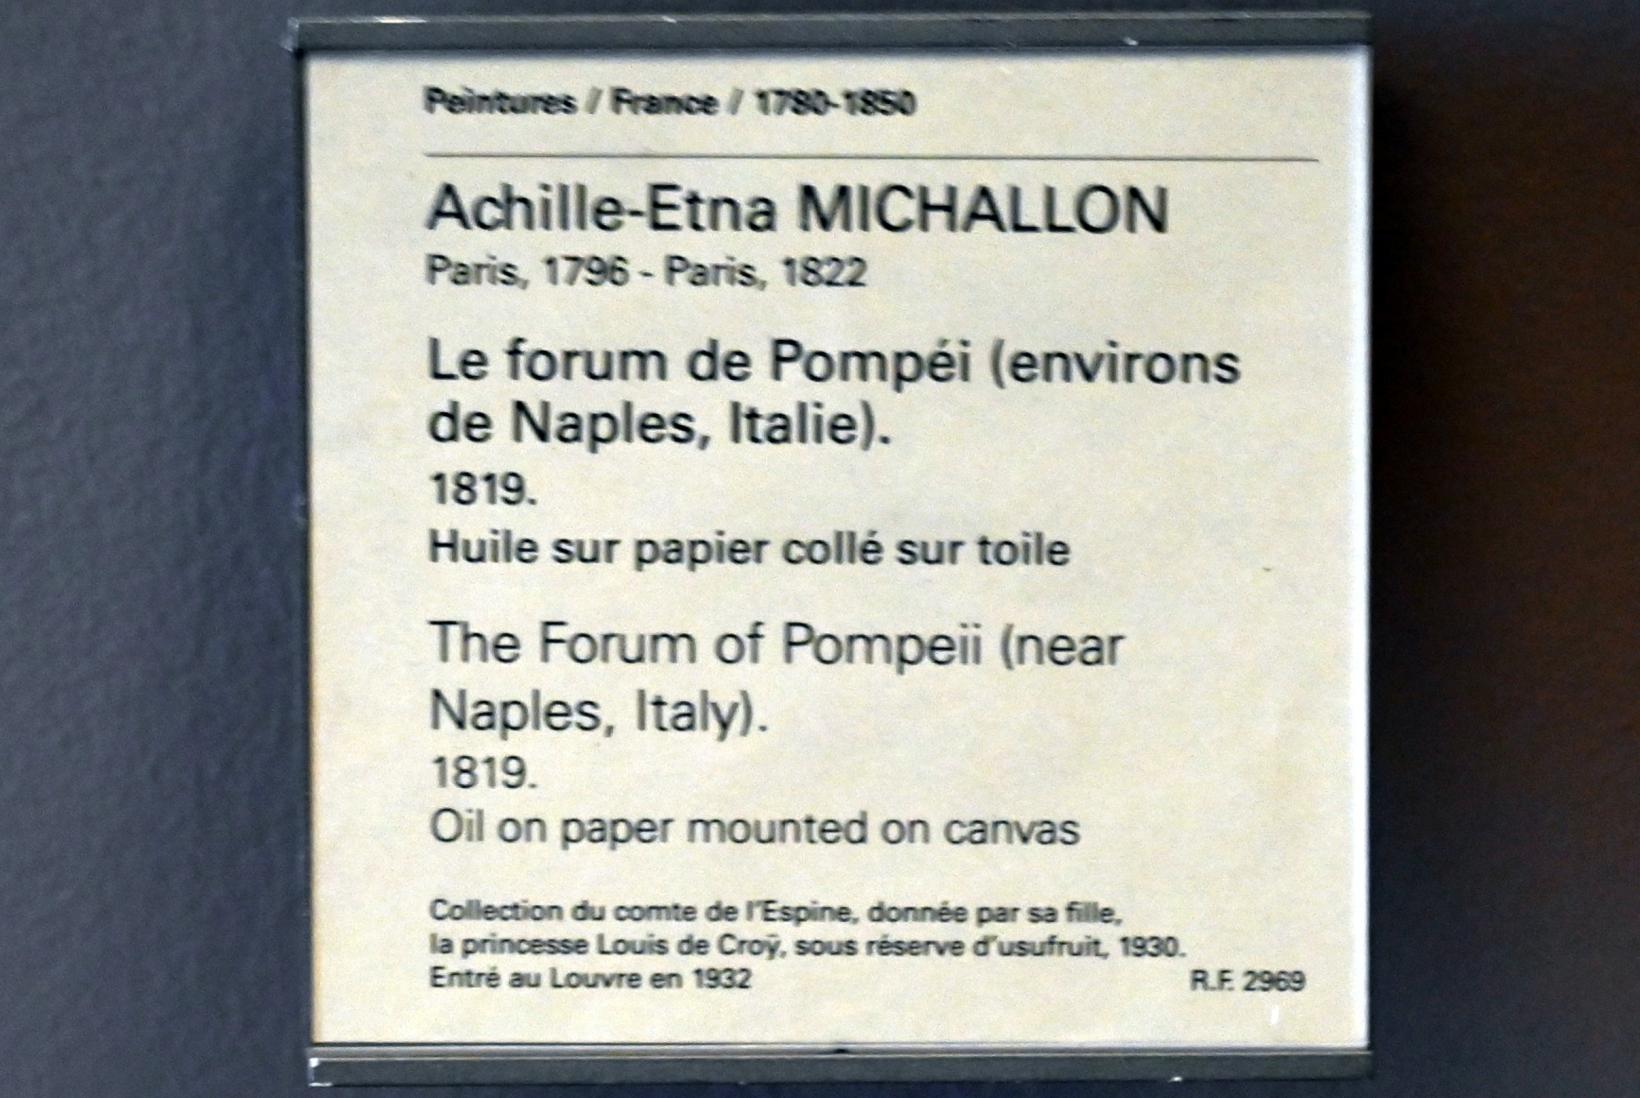 Peintures / France / 1780-1850
Achille-Etna MICHALLON
Paris, 1796 - Paris, 1822
Le forum de Pompéi (environs
de Naples, Italie).
1819.
Huile sur papier collé sur toile
The Forum of Pompeii (near
Naples, Italy).
1819.
Oil on paper mounted on canvas
Collection du comte de l'Espine, donnée par sa fille,
la princesse Louis de Croÿ, sous réserve d'usufruit, 1930.
Entré au Louvre en 1932 R.F. 2969